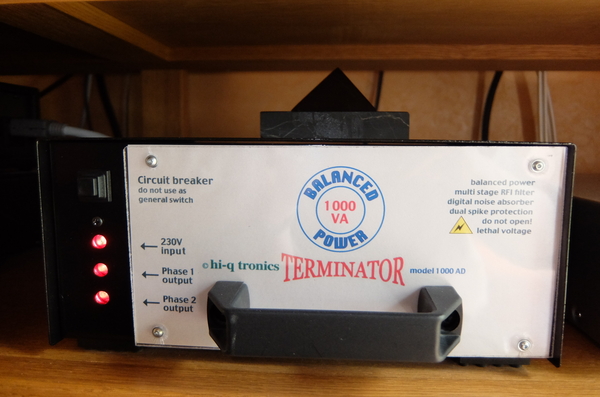 Circuit breaker
do not use as
general switch
230V
input
Phase 1
output
Phase 2
output
BALANCED
1000
VA
POWER
© hi-q tronics TERMINATOR model 1000 AD
balanced power
multi stage RFI filter
digital noise absorber
dual spike protection
do not open!
lethal voltage